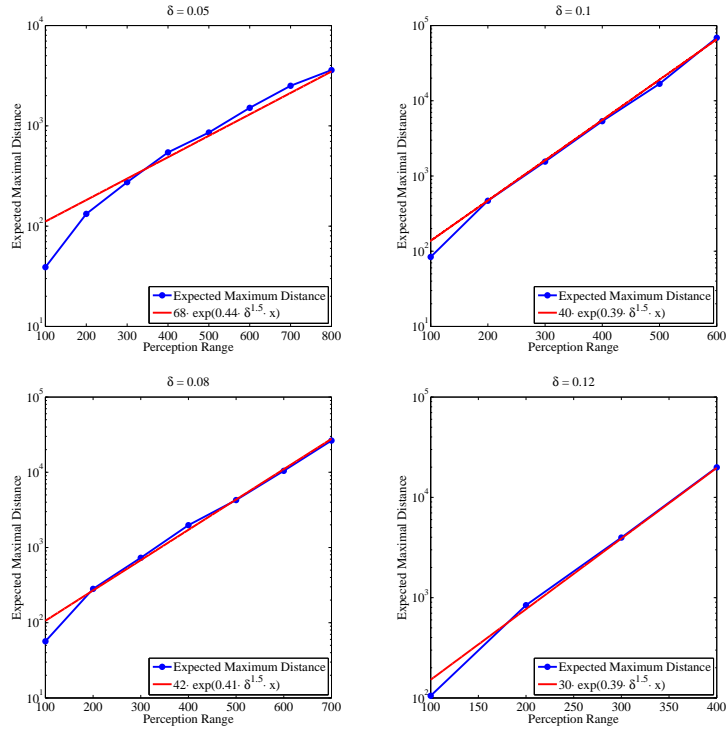 δ = 0.05
10^4
10^3
10^2
10^1
Expected Maximal Distance
Expected Maximum Distance
68· exp(0.44· δ^1.5· x)
100 200 300 400 500 600 700 800
Perception Range
δ = 0.1
10^5
10^4
10^3
10^2
10^1
Expected Maximal Distance
Expected Maximum Distance
40· exp(0.39· δ^1.5· x)
100 200 300 400 500 600
Perception Range
δ = 0.08
10^5
10^4
10^3
10^2
10^1
Expected Maximal Distance
Expected Maximum Distance
42· exp(0.41· δ^1.5· x)
100 200 300 400 500 600 700
Perception Range
δ = 0.12
10^5
10^4
10^3
10^2
Expected Maximal Distance
Expected Maximum Distance
30· exp(0.39· δ^1.5· x)
100 150 200 250 300 350 400
Perception Range